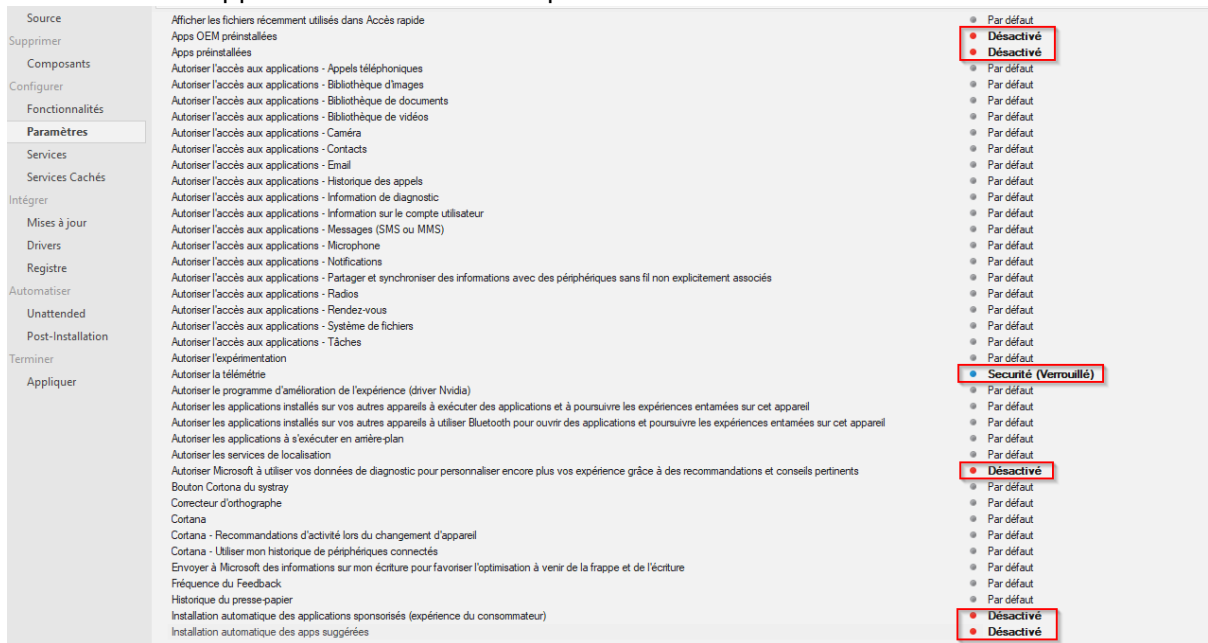 Source
Supprimer
Composants
Configurer
Fonctionnalités
Paramètres
Services
Services Cachés
Intégrer
Mises à jour
Drivers
Registre
Automatiser
Unattended
Post-Installation
Terminer
Appliquer
Afficher les fichiers récemment utilisés dans Accès rapide Par défaut
Apps OEM préinstallées Désactivé
Apps préinstallées Désactivé
Autoriser l'accès aux applications - Appels téléphoniques Par défaut
Autoriser l'accès aux applications - Bibliothèque d'images Par défaut
Autoriser l'accès aux applications - Bibliothèque de documents Par défaut
Autoriser l'accès aux applications - Bibliothèque de vidéos Par défaut
Autoriser l'accès aux applications - Caméra Par défaut
Autoriser l'accès aux applications - Contacts Par défaut
Autoriser l'accès aux applications - Email Par défaut
Autoriser l'accès aux applications - Historique des appels Par défaut
Autoriser l'accès aux applications - Information de diagnostic Par défaut
Autoriser l'accès aux applications - Information sur le compte utilisateur Par défaut
Autoriser l'accès aux applications - Messages (SMS ou MMS) Par défaut
Autoriser l'accès aux applications - Microphone Par défaut
Autoriser l'accès aux applications - Notifications Par défaut
Autoriser l'accès aux applications - Partager et synchroniser des informations avec des périphériques sans fil non explicitement associés Par défaut
Autoriser l'accès aux applications - Radios Par défaut
Autoriser l'accès aux applications - Rendez-vous Par défaut
Autoriser l'accès aux applications - Système de fichiers Par défaut
Autoriser l'accès aux applications - Tâches Par défaut
Autoriser l'expérimentation Par défaut
Autoriser la télémétrie Securité (Verrouillé)
Autoriser le programme d'amélioration de l'expérience (driver Nvidia) Par défaut
Autoriser les applications installés sur vos autres appareils à exécuter des applications et à poursuivre les expériences entamées sur cet appareil Par défaut
Autoriser les applications installés sur vos autres appareils à utiliser Bluetooth pour ouvrir des applications et poursuivre les expériences entamées sur cet appareil Par défaut
Autoriser les applications à s'exécuter en arrière-plan Par défaut
Autoriser les services de localisation Par défaut
Autoriser Microsoft à utiliser vos données de diagnostic pour personnaliser encore plus vos expérience grâce à des recommandations et conseils pertinents Désactivé
Bouton Cortona du systray Par défaut
Correcteur d'orthographe Par défaut
Cortana Par défaut
Cortana - Recommandations d'activité lors du changement d'appareil Par défaut
Cortana - Utiliser mon historique de périphériques connectés Par défaut
Envoyer à Microsoft des informations sur mon écriture pour favoriser l'optimisation à venir de la frappe et de l'écriture Par défaut
Fréquence du Feedback Par défaut
Historique du presse-papier Par défaut
Installation automatique des applications sponsorisés (expérience du consommateur) Désactivé
Installation automatique des apps suggérées Désactivé